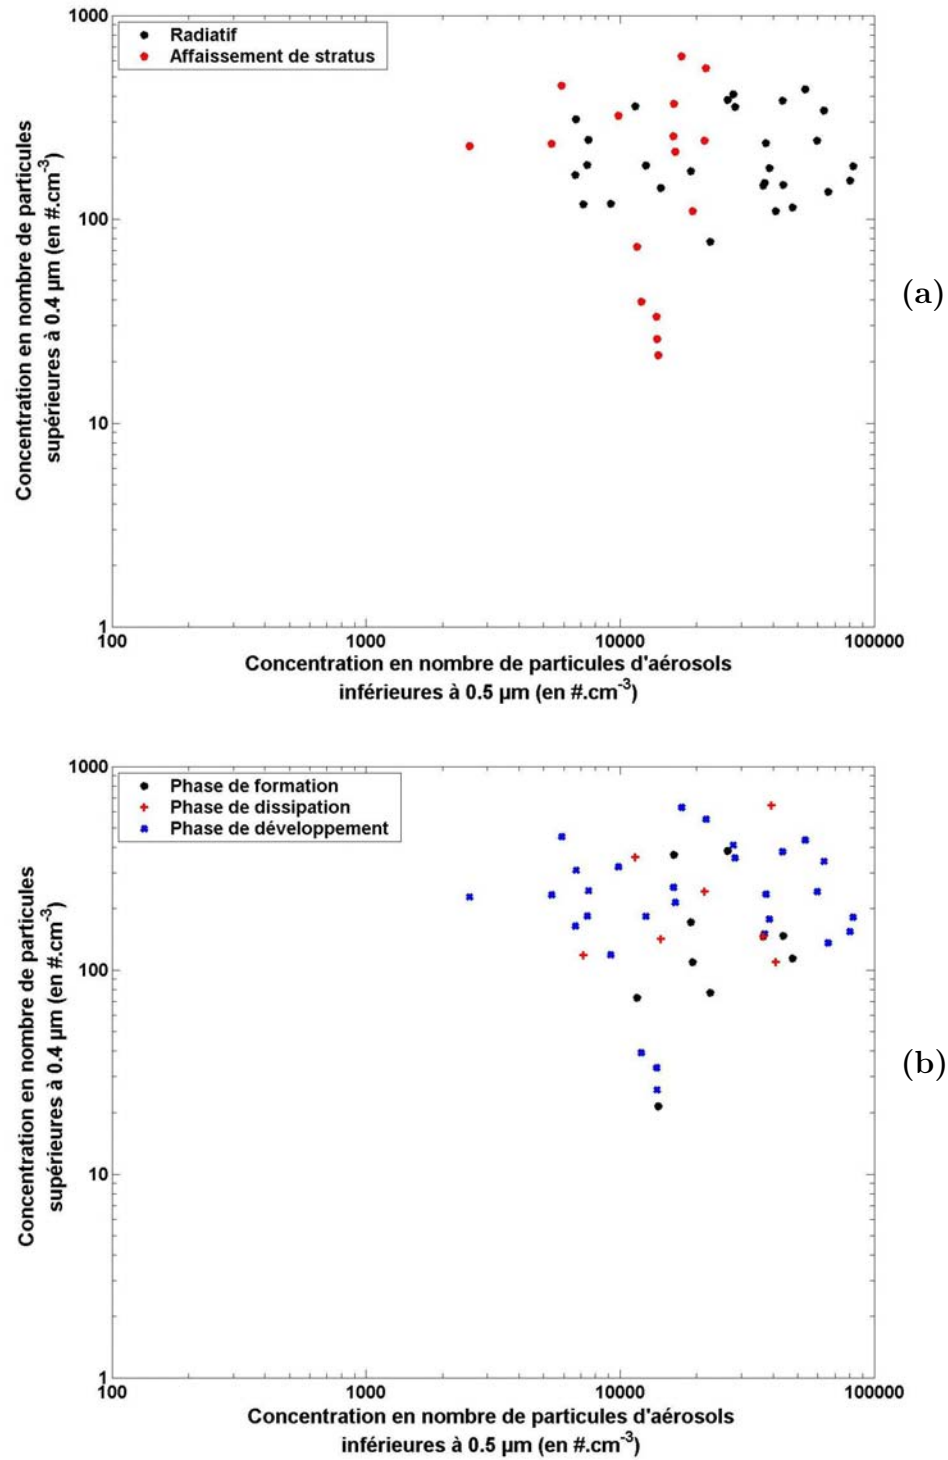 1000
Radiatif
Affaissement de stratus
100
10
1
Concentration en nombre de particules
supérieures à 0.4 µm (en #.cm-3)
100 1000 10000 100000
Concentration en nombre de particules d'aérosols
inférieures à 0.5 µm (en #.cm-3)
(a)
1000
Phase de formation
Phase de dissipation
Phase de développement
100
10
1
Concentration en nombre de particules
supérieures à 0.4 µm (en #.cm-3)
100 1000 10000 100000
Concentration en nombre de particules d'aérosols
inférieures à 0.5 µm (en #.cm-3)
(b)